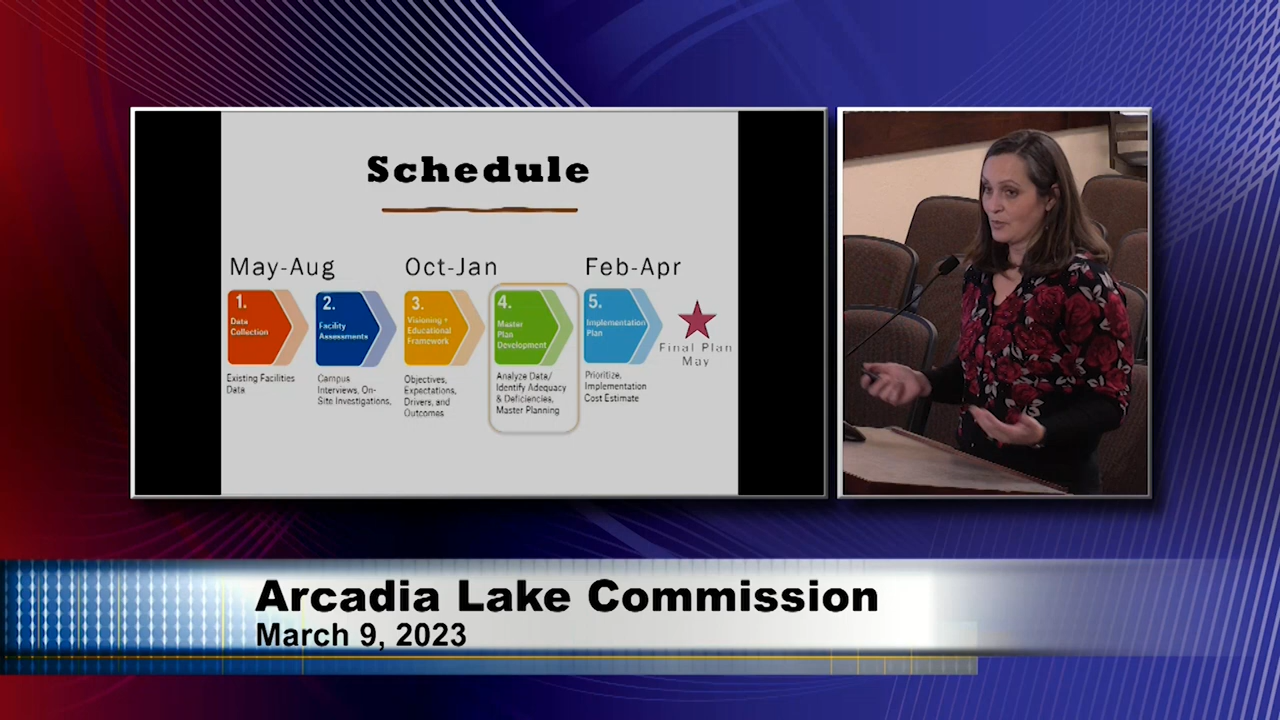 Schedule
May-Aug
Oct-Jan
Feb-Apr
1.
Data
Collection
2.
Facility
Assessments
3.
Visioning +
Educational
Framework
4.
Master
Plan
Development
5.
Implementation
Plan
Final Plan
May
Existing Facilities
Data
Campus
Interviews, On-
Site Investigations,
Objectives,
Expectations,
Drivers, and
Outcomes
Analyze Data/
Identify Adequacy
& Deficiencies,
Master Planning
Prioritize,
Implementation
Cost Estimate
Arcadia Lake Commission
March 9, 2023